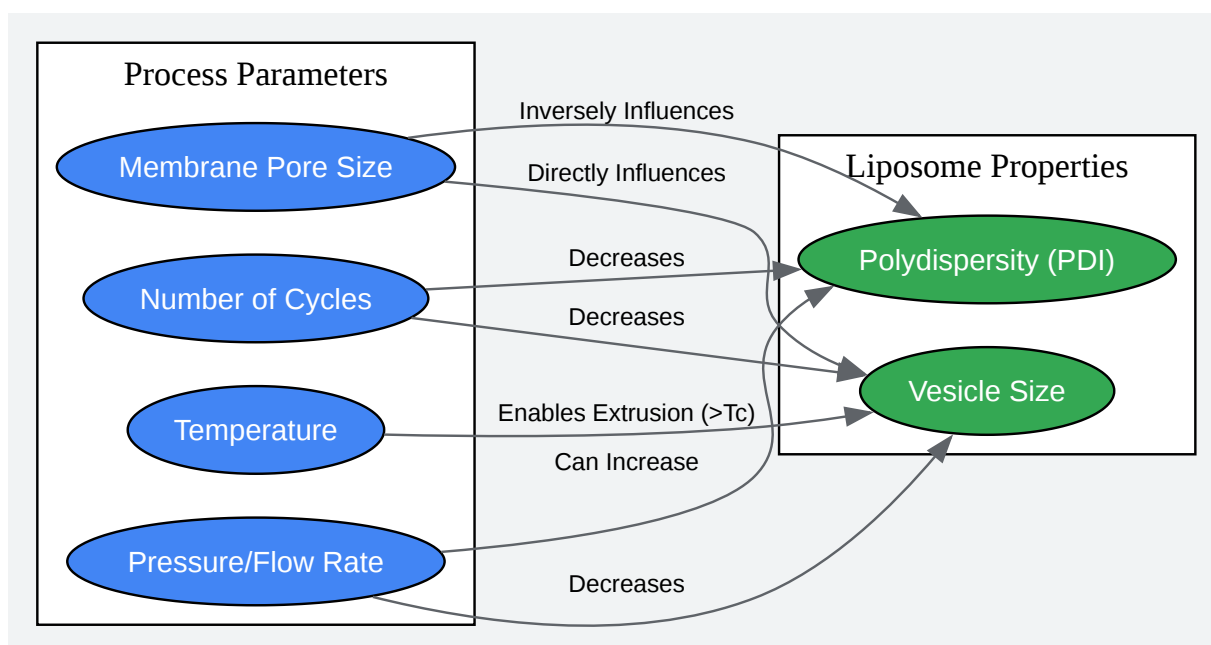 Process Parameters
Membrane Pore Size
Number of Cycles
Temperature
Pressure/Flow Rate
Inversely Influences
Directly Influences
Decreases
Decreases
Enables Extrusion (>Tc)
Can Increase
Decreases
Liposome Properties
Polydispersity (PDI)
Vesicle Size